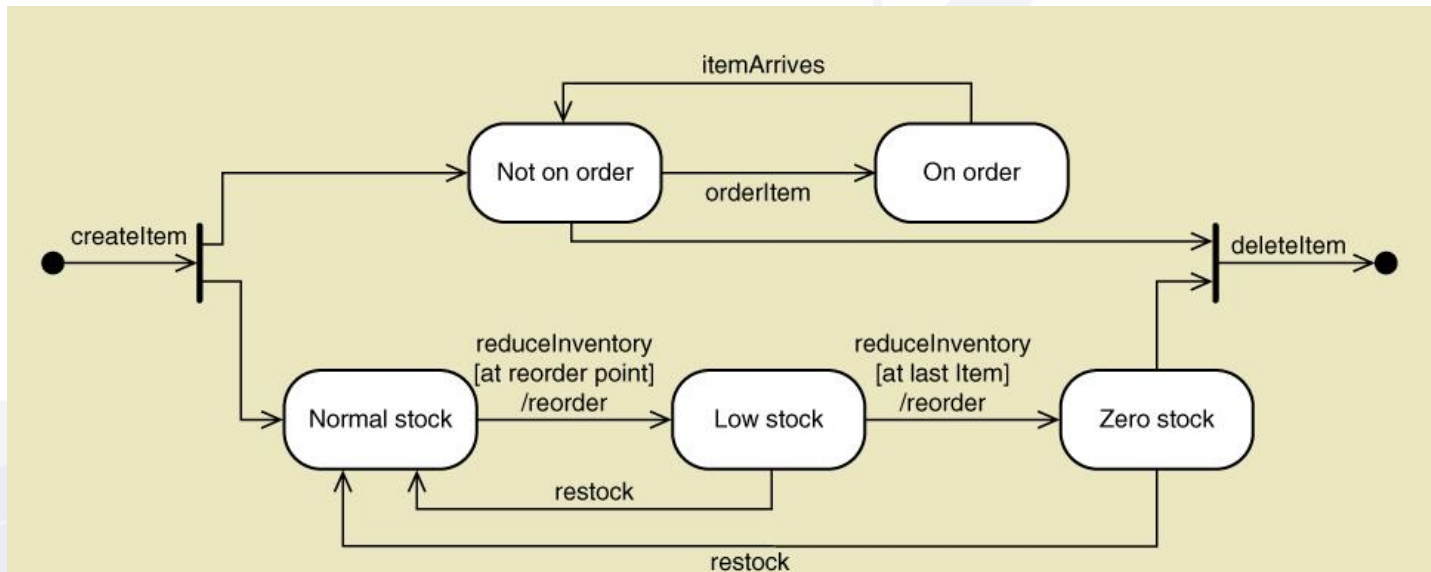 itemArrives
Not on order
On order
orderItem
createItem
deleteItem
reduceInventory
[at reorder point]
/reorder
reduceInventory
[at last Item]
/reorder
Normal stock
Low stock
Zero stock
restock
restock